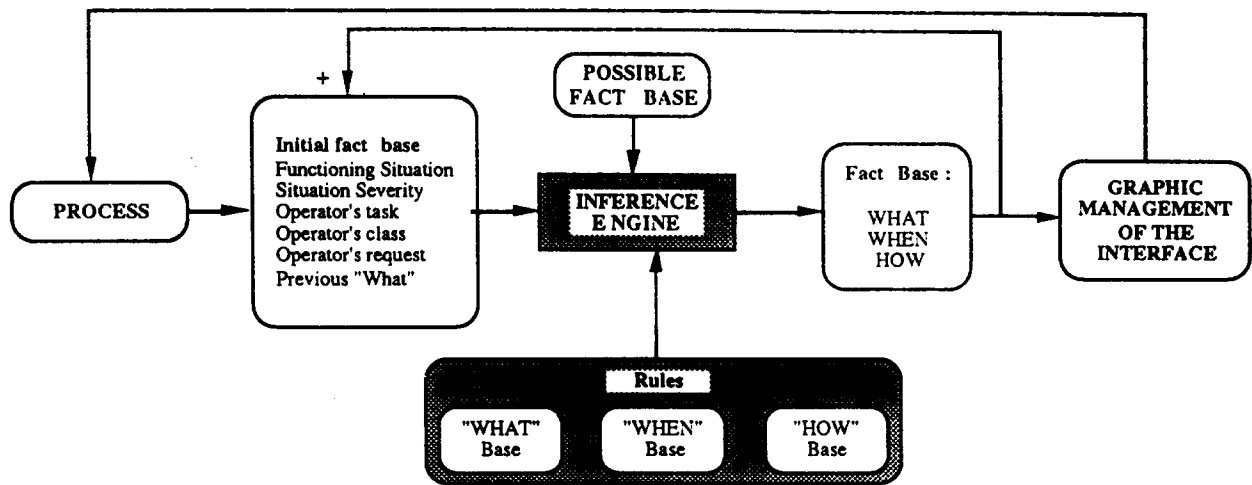 +
POSSIBLE
FACT BASE
Initial fact base
Functioning Situation
Situation Severity
Operator's task
Operator's class
Operator's request
Previous "What"
PROCESS
INFERENCE
ENGINE
Fact Base :
WHAT
WHEN
HOW
GRAPHIC
MANAGEMENT
OF THE
INTERFACE
Rules
"WHAT"
Base
"WHEN"
Base
"HOW"
Base